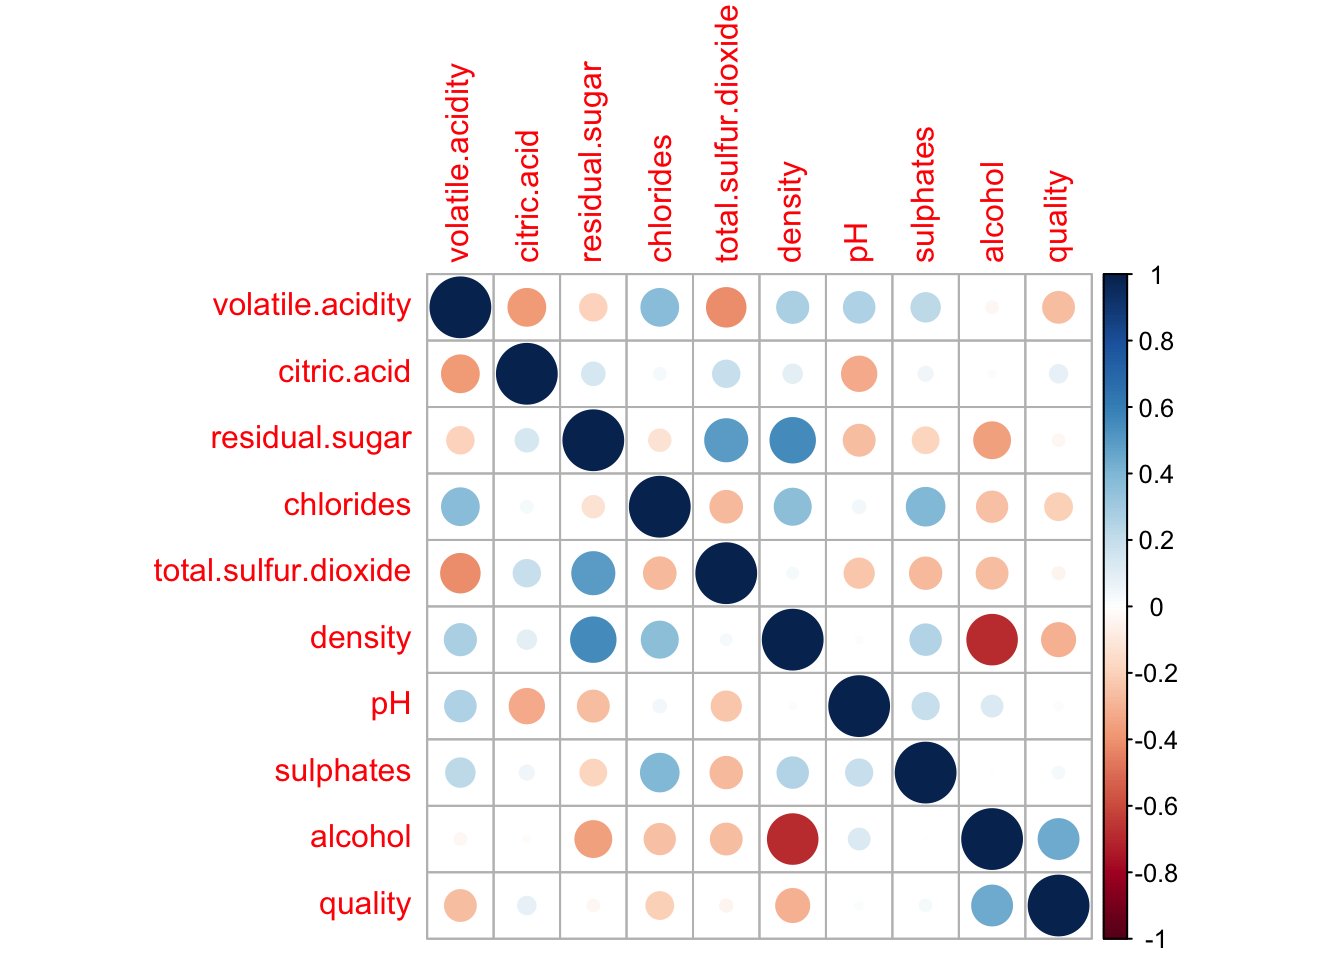 volatile.acidity
citric.acid
residual.sugar
chlorides
total.sulfur.dioxide
density
pH
sulphates
alcohol
quality
volatile.acidity
citric.acid
residual.sugar
chlorides
total.sulfur.dioxide
density
pH
sulphates
alcohol
quality
1
0.8
0.6
0.4
0.2
0
-0.2
-0.4
-0.6
-0.8
-1